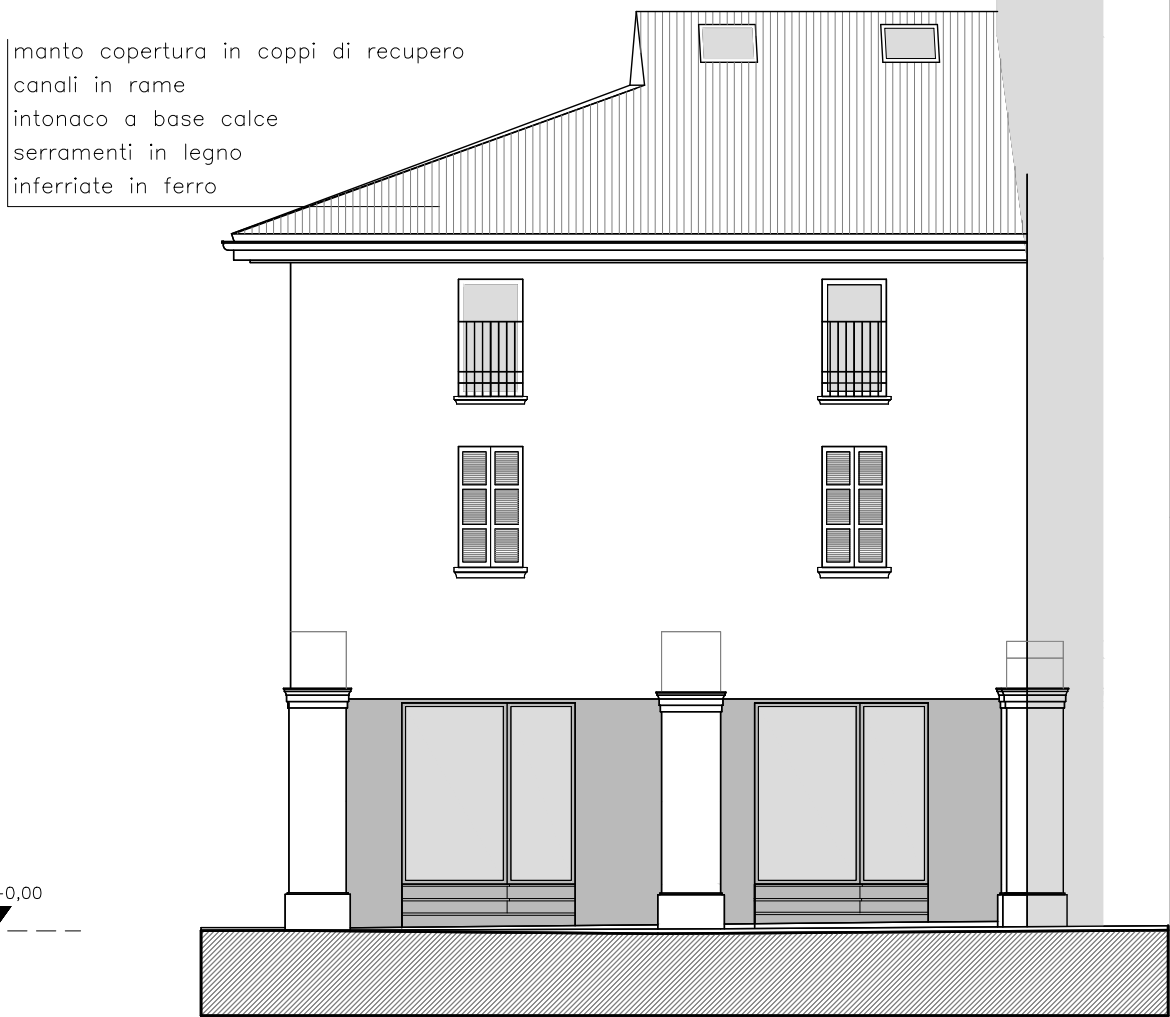 manto copertura in coppi di recupero
canali in rame
intonaco a base calce
serramenti in legno
inferriate in ferro
-0,00